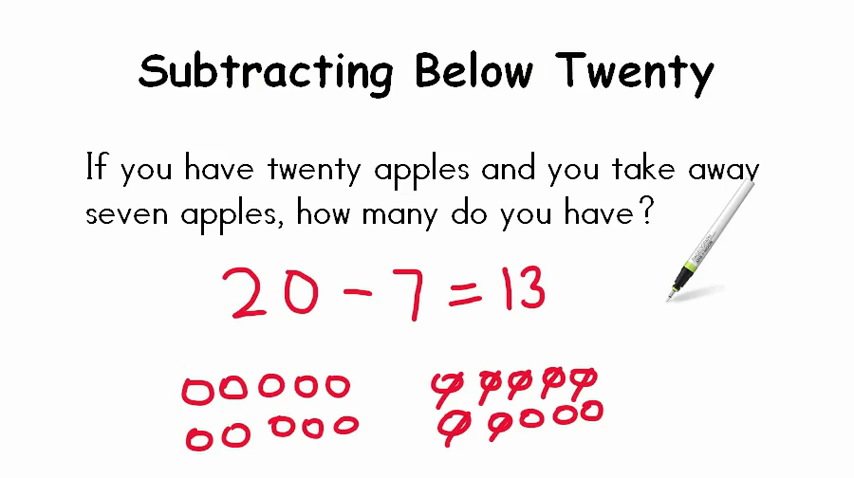 Subtracting Below Twenty
If you have twenty apples and you take away
seven apples, how many do you have?
20 - 7 = 13